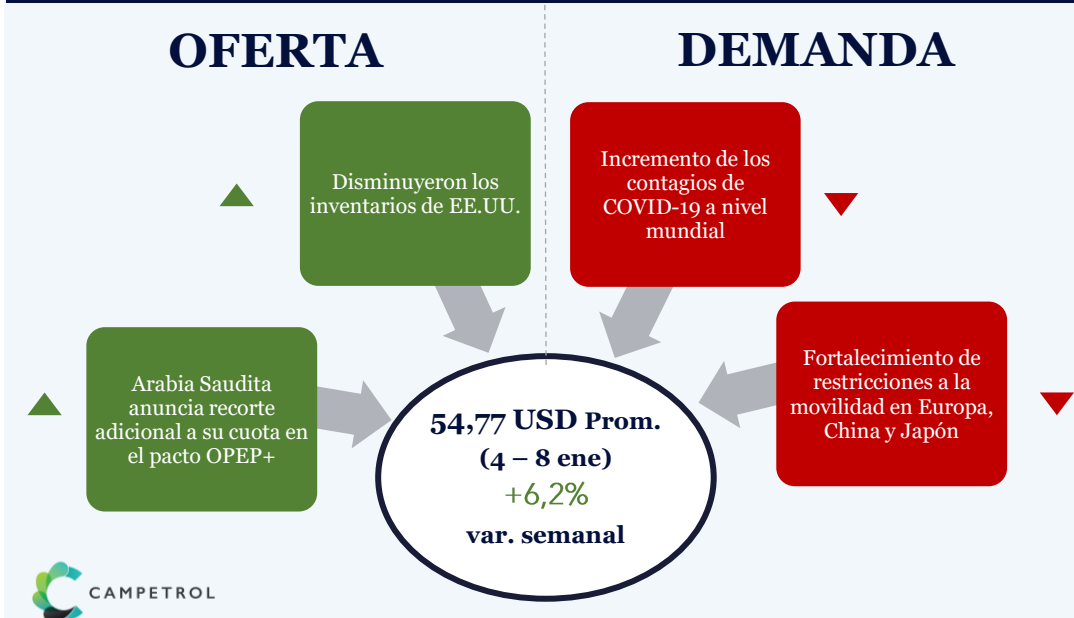 OFERTA
DEMANDA
Disminuyeron los
inventarios de EE.UU.
Incremento de los
contagios de
COVID-19 a nivel
mundial
Arabia Saudita
anuncia recorte
adicional a su cuota en
el pacto OPEP+
Fortalecimiento de
restricciones a la
movilidad en Europa,
China y Japón
54,77 USD Prom.
(4 – 8 ene)
+6,2%
var. semanal
CAMPETROL